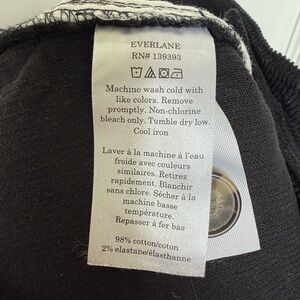 EVERLANE
RN# 139393
Machine wash cold with
like colors. Remove
promptly. Non-chlorine
bleach only. Tumble dry low.
Cool iron
Laver à la machine à l'eau
froide avec couleurs
similaires. Retirez
rapidement. Blanchir
sans chlore. Sécher à la
machine basse
température.
Repasser à fer bas
98% cotton/coton
2% elastane/élasthanne